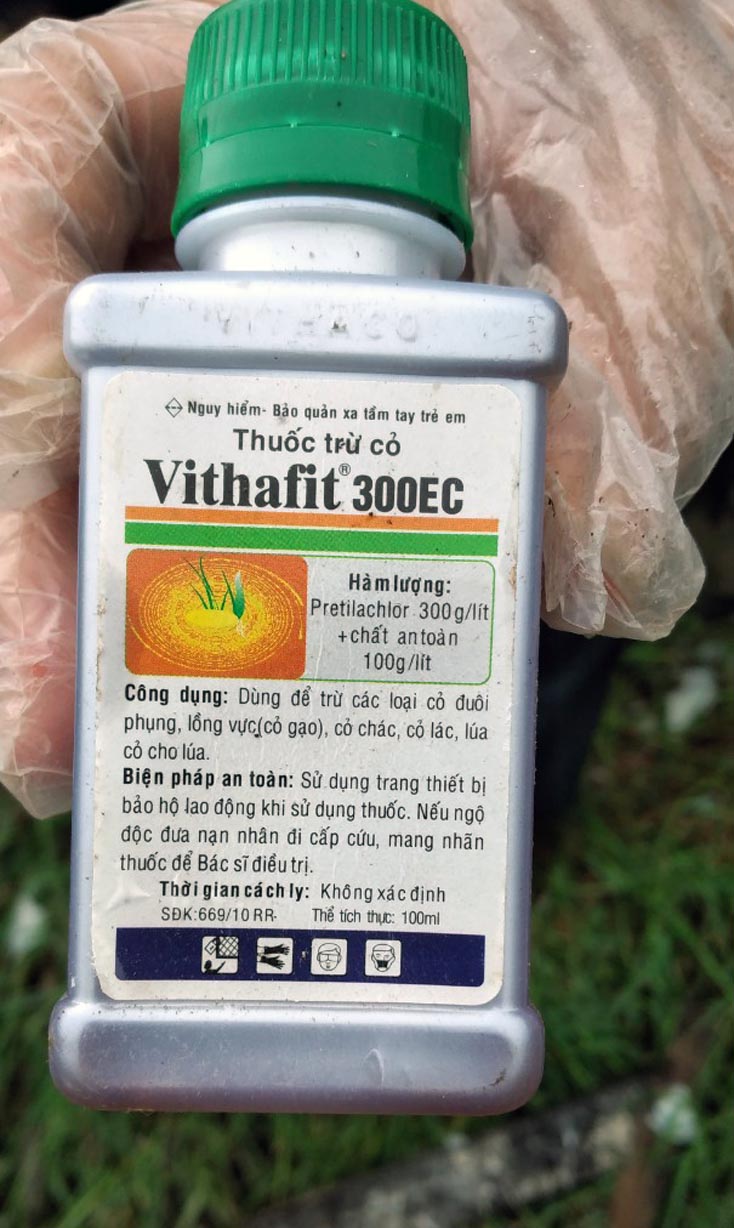 Nguy hiểm- Bảo quản xa tầm tay trẻ em
Thuốc trừ cỏ
Vithafit® 300EC
Hàm lượng:
Pretilachlor 300g/lít
+chất an toàn
100g/lít
Công dụng: Dùng để trừ các loại cỏ đuôi
phụng, lồng vực(cỏ gạo), cỏ chác, cỏ lác, lúa
cỏ cho lúa.
Biện pháp an toàn: Sử dụng trang thiết bị
bảo hộ lao động khi sử dụng thuốc. Nếu ngộ
độc đưa nạn nhân đi cấp cứu, mang nhãn
thuốc để Bác sĩ điều trị.
Thời gian cách ly: Không xác định
SĐK:669/10 RR- Thể tích thực: 100ml